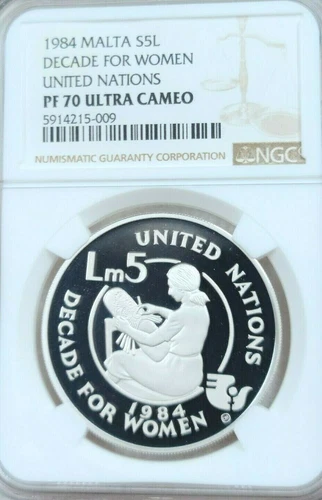 1984 MALTA S5L
DECADE FOR WOMEN
UNITED NATIONS
PF 70 ULTRA CAMEO
5914215-009
NUMISMATIC GUARANTY CORPORATION
NGC
UNITED NATIONS
Lm5
1984
DECADE FOR WOMEN